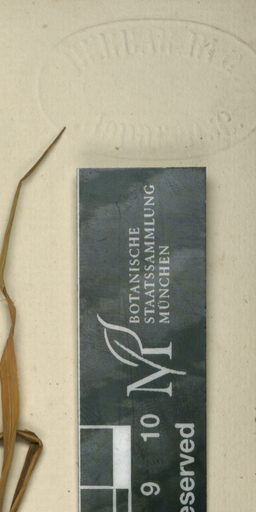 BOTANISCHE
STAATSSAMMLUNG
MÜNCHEN
M
9 10
eserved